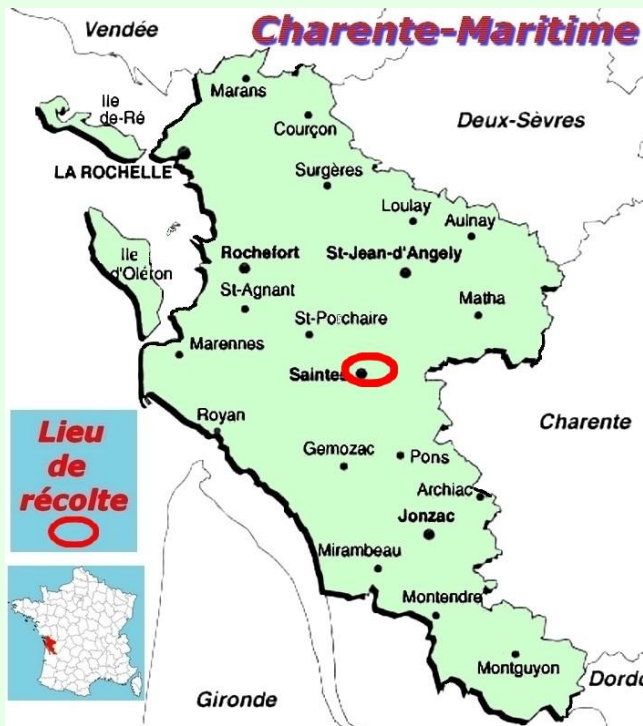 Vendée
Charente-Maritime
Marans
Ile
de-Ré
Courçon
Deux-Sèvres
LA ROCHELLE
Surgères
Loulay
Aulnay
Ile
d'Oléron
Rochefort
St-Jean-d'Angely
St-Agnant
Matha
St-Porchaire
Marennes
Saintes
Royan
Charente
Lieu
de
récolte
Gemozac
Pons
Archiac
Jonzac
Mirambeau
Montendre
Montguyon
Dordo
Gironde